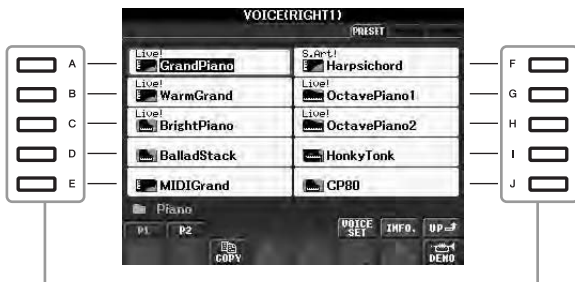 VOICE(RIGHT1)
PRESET
A Live! GrandPiano S.Art! Harpsichord F
B Live! WarmGrand Live! OctavePiano1 G
C Live! BrightPiano Live! OctavePiano2 H
D BalladStack HonkyTonk I
E MIDIGrand CP80 J
Piano
P1 P2 VOICE SET INFO. UP
COPY DEMO